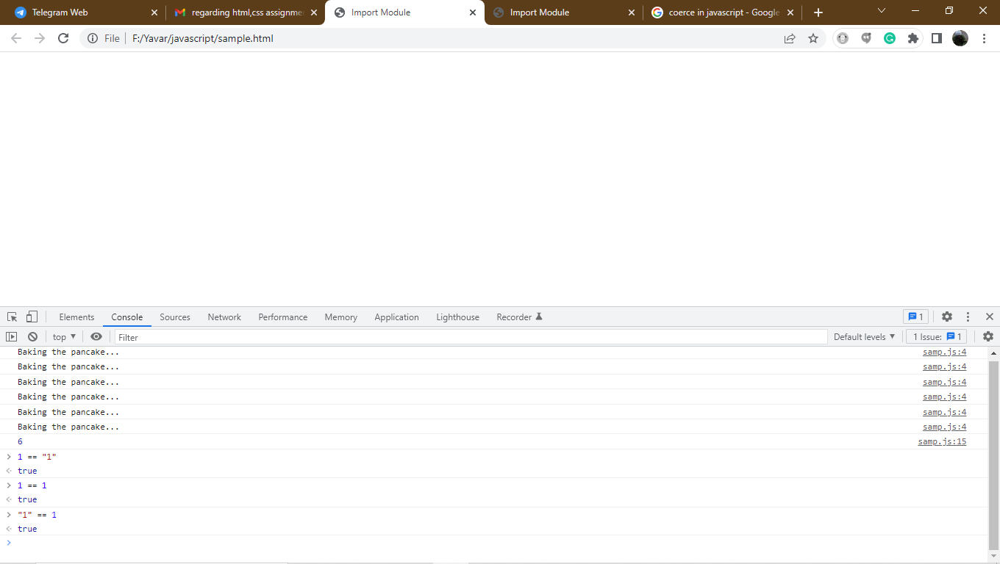 Telegram Web
regarding html,css assignme
Import Module
Import Module
coerce in javascript - Google
File F:/Yavar/javascript/sample.html
Elements Console Sources Network Performance Memory Application Lighthouse Recorder 1
top Filter Default levels 1 Issue: 1
Baking the pancake... samp.js:4
Baking the pancake... samp.js:4
Baking the pancake... samp.js:4
Baking the pancake... samp.js:4
Baking the pancake... samp.js:4
Baking the pancake... samp.js:4
6 samp.js:15
1 == "1"
true
1 == 1
true
"1" == 1
true